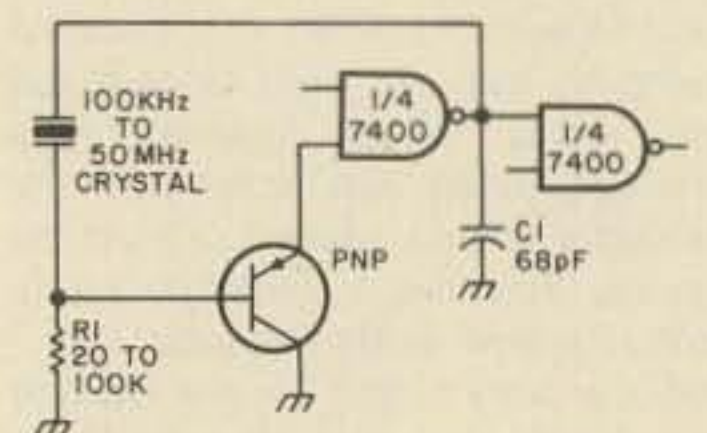 100KHz
TO
50MHz
CRYSTAL
1/4
7400
1/4
7400
PNP
C1
68pF
R1
20 TO
100K